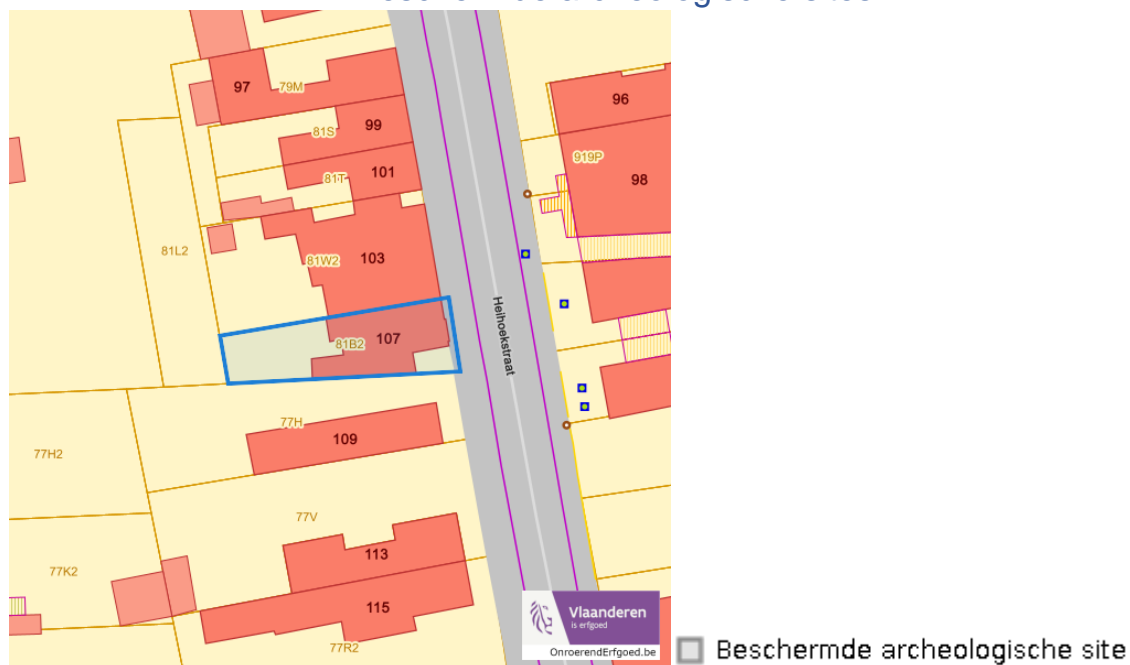 97
79M
96
99
81S
919P
101
81T
98
81L2
81W2
103
Helhoekstraat
81B2
107
77H
109
77H2
77V
77K2
113
115
77R2
Vlaanderen
is erfgoed
OnroerendErfgoed.be
Beschermde archeologische site